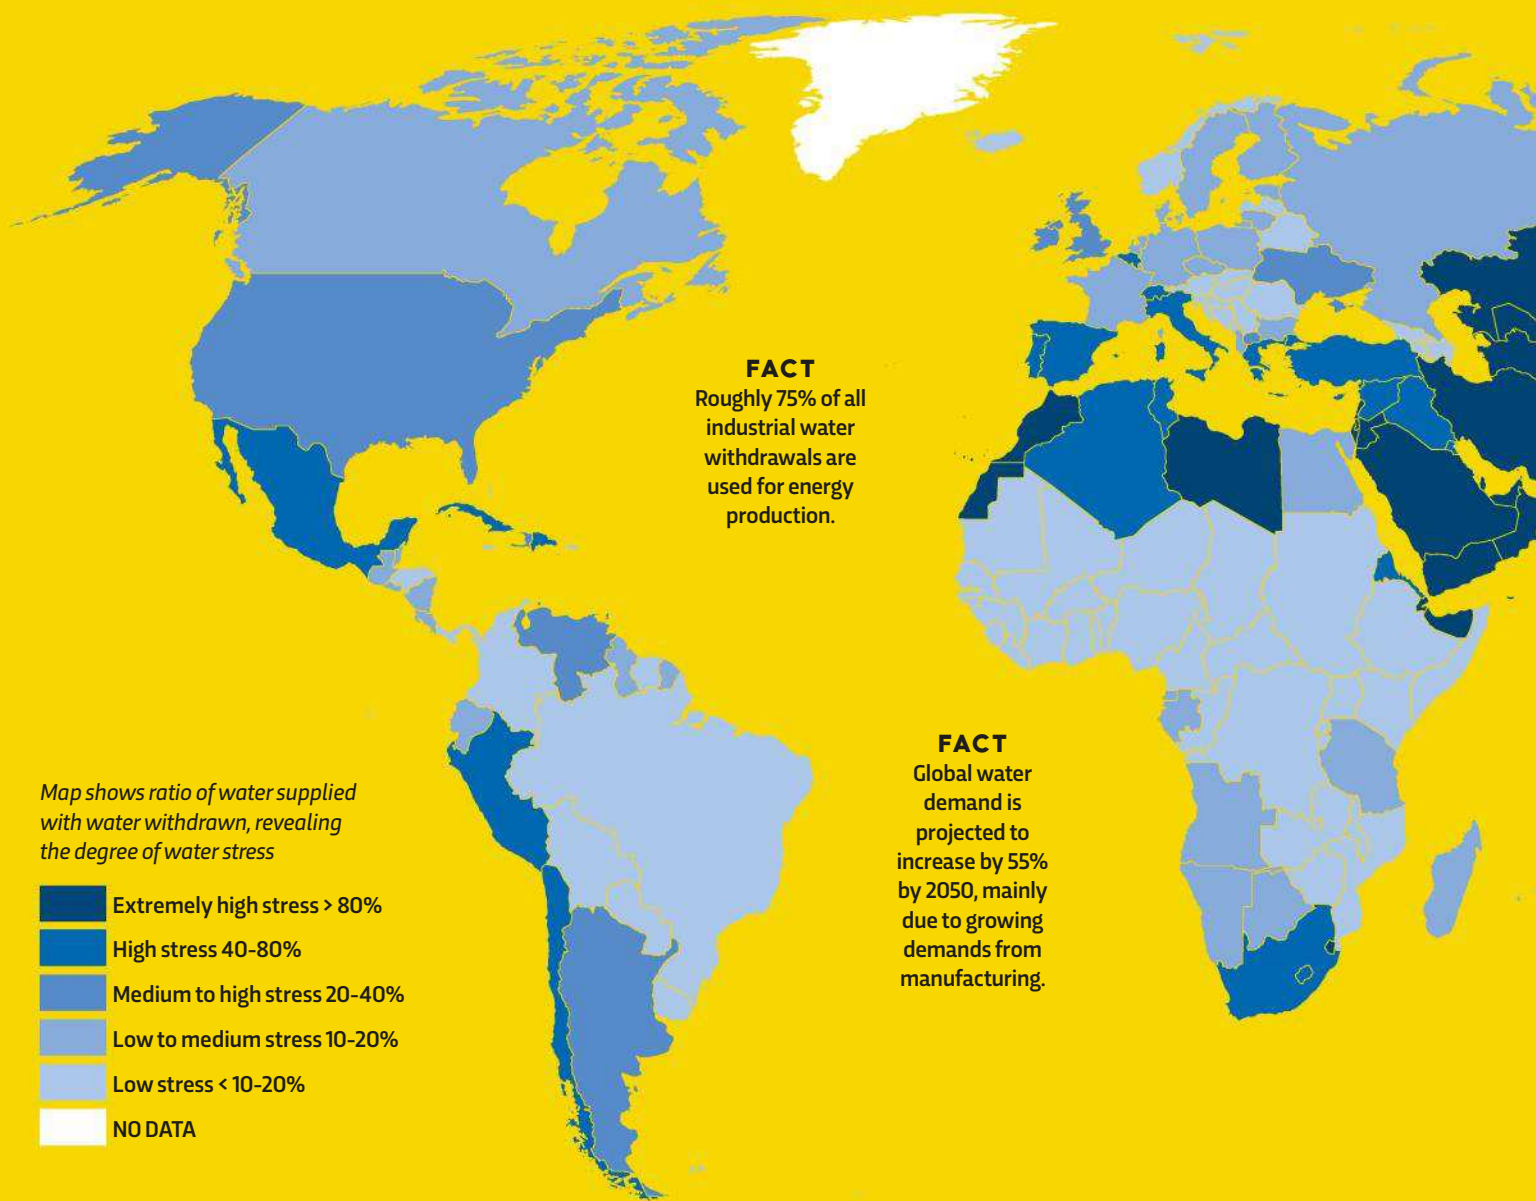 FACT
Roughly 75% of all
industrial water
withdrawals are
used for energy
production.
FACT
Global water
demand is
projected to
increase by 55%
by 2050, mainly
due to growing
demands from
manufacturing.
Map shows ratio of water supplied
with water withdrawn, revealing
the degree of water stress
Extremely high stress > 80%
High stress 40-80%
Medium to high stress 20-40%
Low to medium stress 10-20%
Low stress < 10-20%
NO DATA